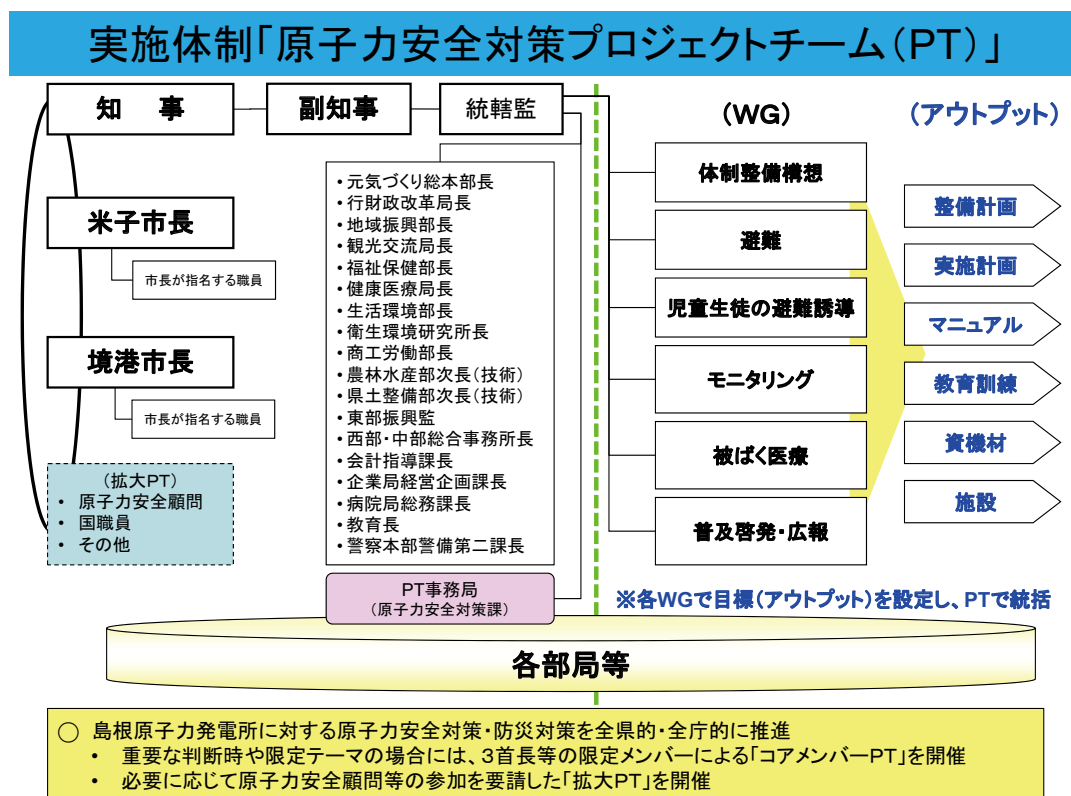 実施体制「原子力安全対策プロジェクトチーム（PT）」
知　事
副知事
統轄監
米子市長
市長が指名する職員
境港市長
市長が指名する職員
（拡大PT）
• 原子力安全顧問
• 国職員
• その他
・元気づくり総本部長
・行財政改革局長
・地域振興部長
・観光交流局長
・福祉保健部長
・健康医療局長
・生活環境部長
・衛生環境研究所長
・商工労働部長
・農林水産部次長（技術）
・県土整備部次長（技術）
・東部振興監
・西部・中部総合事務所長
・会計指導課長
・企業局経営企画課長
・病院局総務課長
・教育長
・警察本部警備第二課長
PT事務局
（原子力安全対策課）
（WG）
体制整備構想
避難
児童生徒の避難誘導
モニタリング
被ばく医療
普及啓発・広報
（アウトプット）
整備計画
実施計画
マニュアル
教育訓練
資機材
施設
※各WGで目標（アウトプット）を設定し、PTで統括
各部局等
○ 島根原子力発電所に対する原子力安全対策・防災対策を全県的・全庁的に推進
• 重要な判断時や限定テーマの場合には、３首長等の限定メンバーによる「コアメンバーPT」を開催
• 必要に応じて原子力安全顧問等の参加を要請した「拡大PT」を開催